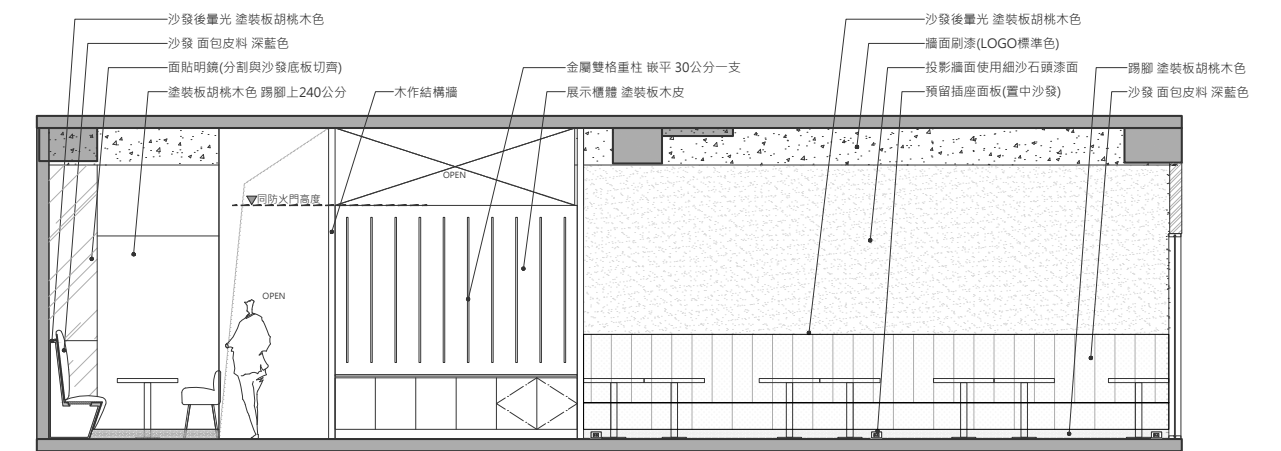 沙發後暈光 塗裝板胡桃木色
沙發 面包皮料 深藍色
面貼明鏡(分割與沙發底板切齊)
塗裝板胡桃木色 踢腳上240公分
木作結構牆
金屬雙格重柱 嵌平 30公分一支
展示櫃體 塗裝板木皮
沙發後暈光 塗裝板胡桃木色
牆面刷漆(LOGO標準色)
投影牆面使用細沙石頭漆面
預留插座面板(置中沙發)
踢腳 塗裝板胡桃木色
沙發 面包皮料 深藍色
OPEN
同防火門高度
OPEN